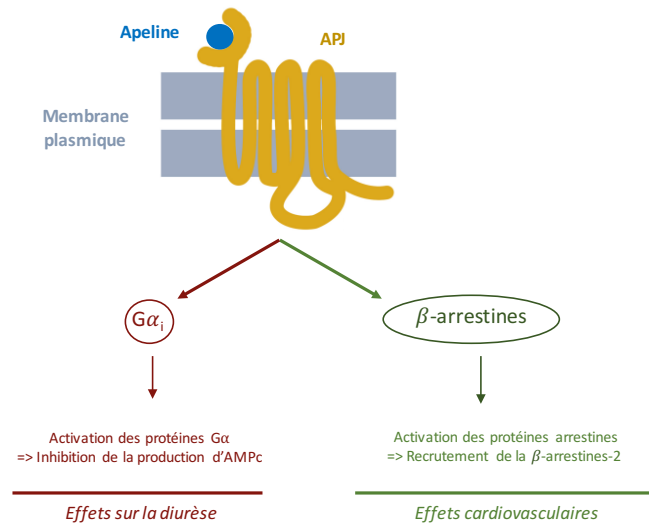 Apeline
APJ
Membrane
plasmique
Gαi
β-arrestines
Activation des protéines Gα
=> Inhibition de la production d’AMPc
Activation des protéines arrestines
=> Recrutement de la β-arrestines-2
Effets sur la diurèse
Effets cardiovasculaires